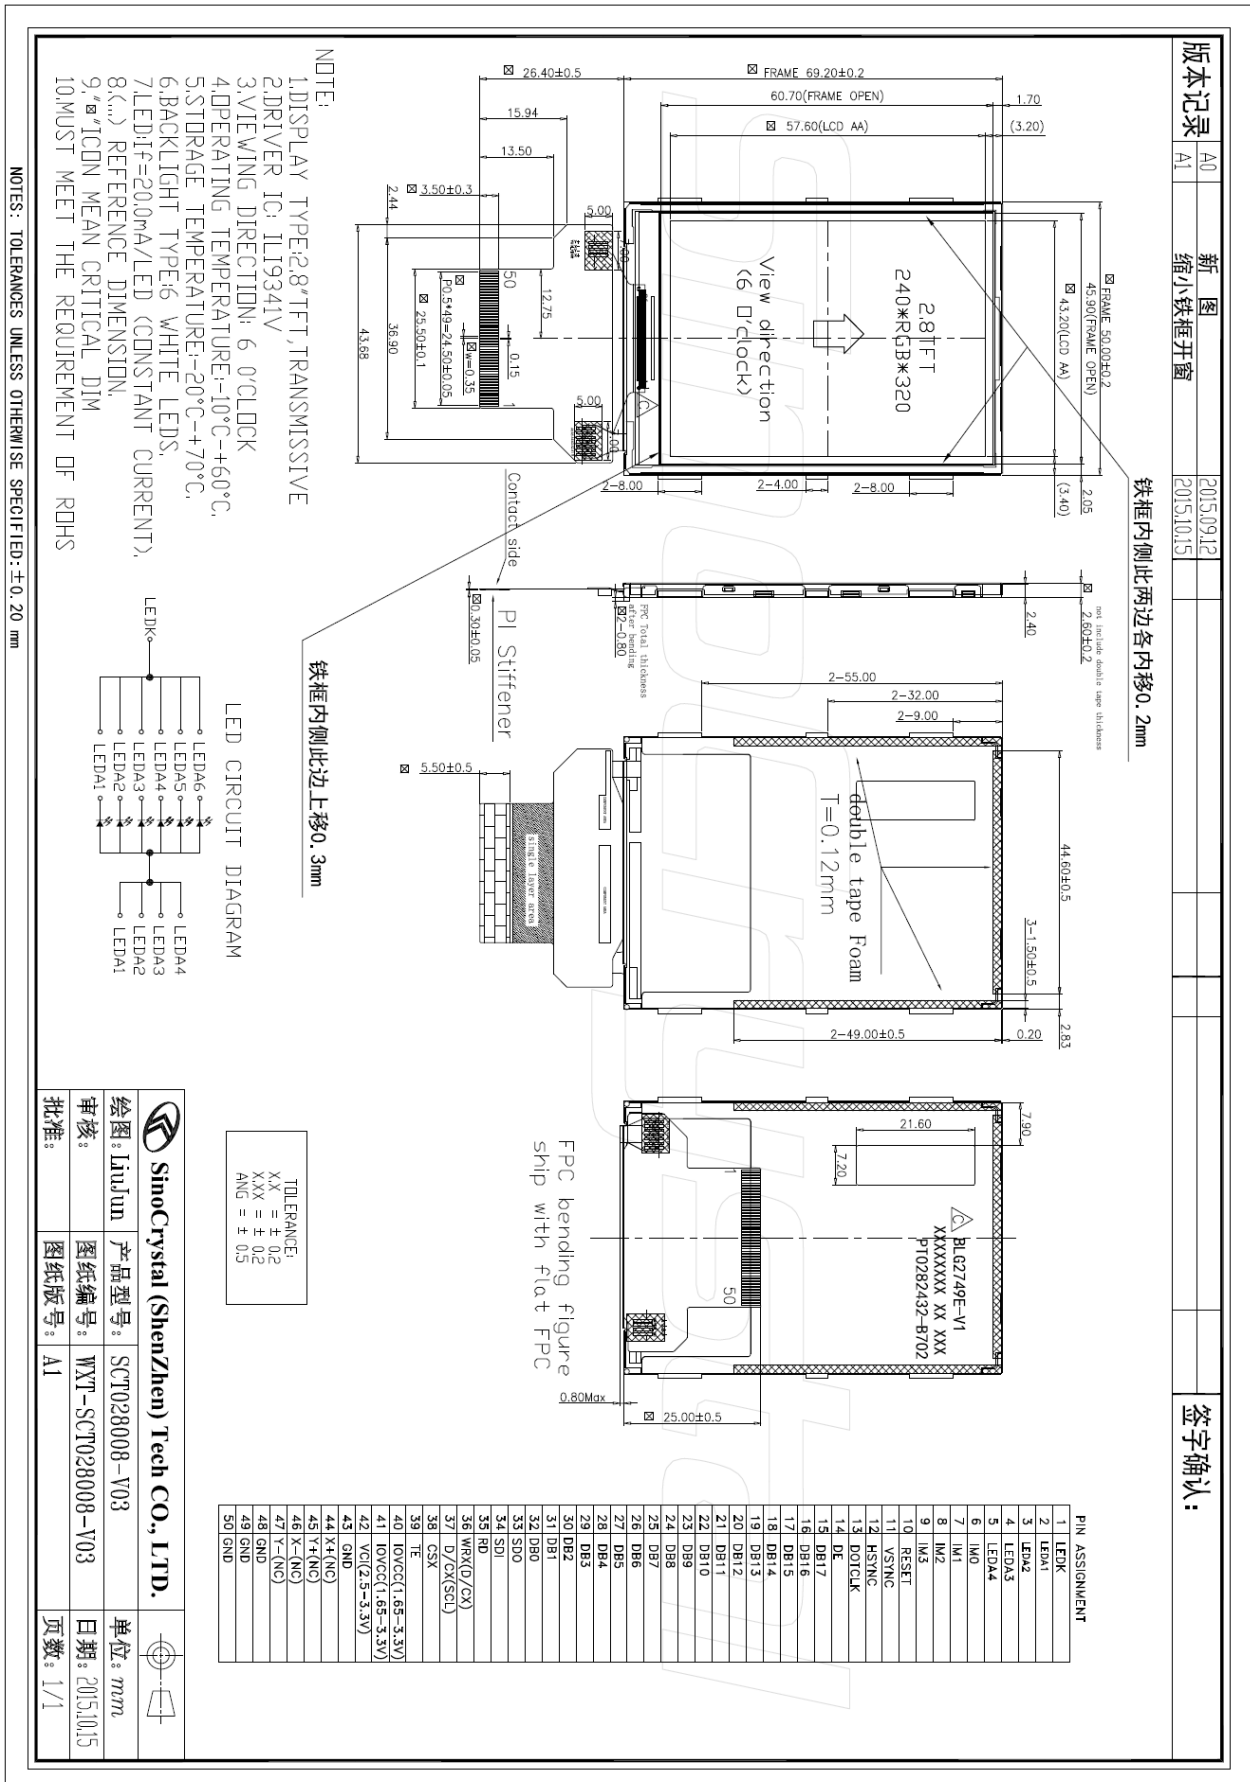 版本记录
A0 新 图 2015.09.12
A1 缩小铁框开窗 2015.10.15
签字确认:
铁框内侧此两边各内移0.2mm
铁框内侧此边上移0.3mm
FRAME 50.00±0.2
45.90(FRAME OPEN)
43.20(LCD AA)
2.05
(3.40)
1.70
(3.20)
FRAME 69.20±0.2
60.70(FRAME OPEN)
57.60(LCD AA)
26.40±0.5
15.94
13.50
3.50±0.3
2.44
2.8TFT
240*RGB*320
View direction
(6 O'clock)
2-8.00
2-4.00
2-8.00
5.00
7.00
5.00
C
12.75
0.15
50
1
w=0.35
P0.5*49=24.50±0.05
25.50±0.1
36.90
43.68
Contact side
not include double tape thickness
2.60±0.2
2.40
FPC Total thickness
after bending
2-0.80
0.30±0.05
PI Stiffener
2-55.00
2-32.00
2-9.00
44.60±0.5
3-1.50±0.5
2.83
0.20
2-49.00±0.5
double tape Foam
T=0.12mm
single layer area
5.50±0.5
7.90
21.60
7.20
C
BLG2749E-V1
XXXXXXXX XX XXX
PT0282432-B702
1
50
0.80Max
25.00±0.5
FPC bending figure
ship with flat FPC
NOTE:
1.DISPLAY TYPE:2.8"TFT,TRANSMISSIVE
2.DRIVER IC: ILI9341V
3.VIEWING DIRECTION: 6 O'CLOCK
4.OPERATING TEMPERATURE:-10°C-+60°C,
5.STORAGE TEMPERATURE:-20°C-+70°C,
6.BACKLIGHT TYPE:6 WHITE LEDS,
7.LED:If=20.0mA/LED (CONSTANT CURRENT),
8.(...) REFERENCE DIMENSION,
9."⊠"ICON MEAN CRITICAL DIM
10.MUST MEET THE REQUIREMENT OF ROHS
LED CIRCUIT DIAGRAM
LEDK
LEDA6
LEDA5
LEDA4
LEDA3
LEDA2
LEDA1
LEDA4
LEDA3
LEDA2
LEDA1
TOLERANCE:
X.X = ± 0.2
X.XX = ± 0.2
ANG = ± 0.5
PIN ASSIGNMENT
1 LEDK
2 LEDA1
3 LEDA2
4 LEDA3
5 LEDA4
6 IM0
7 IM1
8 IM2
9 IM3
10 RESET
11 VSYNC
12 HSYNC
13 DOTCLK
14 DE
15 DB17
16 DB16
17 DB15
18 DB14
19 DB13
20 DB12
21 DB11
22 DB10
23 DB9
24 DB8
25 DB7
26 DB6
27 DB5
28 DB4
29 DB3
30 DB2
31 DB1
32 DB0
33 SDO
34 SDI
35 RD
36 WRX(D/CX)
37 D/CX(SCL)
38 CSX
39 TE
40 IOVCC(1.65-3.3V)
41 IOVCC(1.65-3.3V)
42 VCI(2.5-3.3V)
43 GND
44 X+(NC)
45 Y+(NC)
46 X-(NC)
47 Y-(NC)
48 GND
49 GND
50 GND
SinoCrystal (ShenZhen) Tech CO., LTD.
绘图: LiuJun 产品型号: SCT028008-V03 单位: mm
审核: 图纸编号: WXT-SCT028008-V03 日期: 2015.10.15
批准: 图纸版号: A1 页数: 1/1
NOTES: TOLERANCES UNLESS OTHERWISE SPECIFIED:±0.20 mm